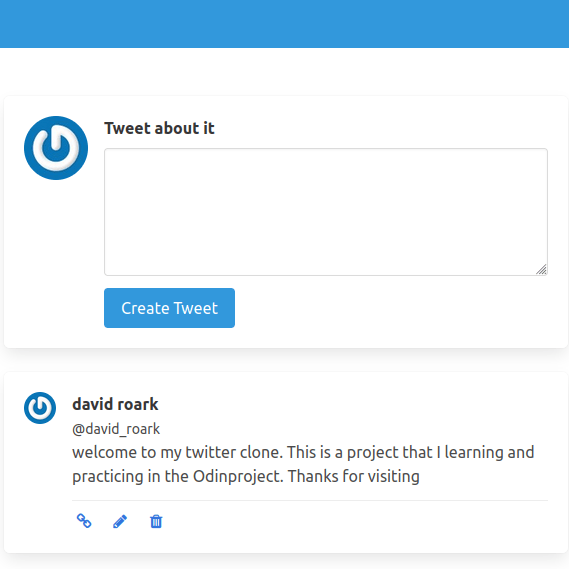 Tweet about it
Create Tweet
david roark
@david_roark
welcome to my twitter clone. This is a project that I learning and
practicing in the Odinproject. Thanks for visiting